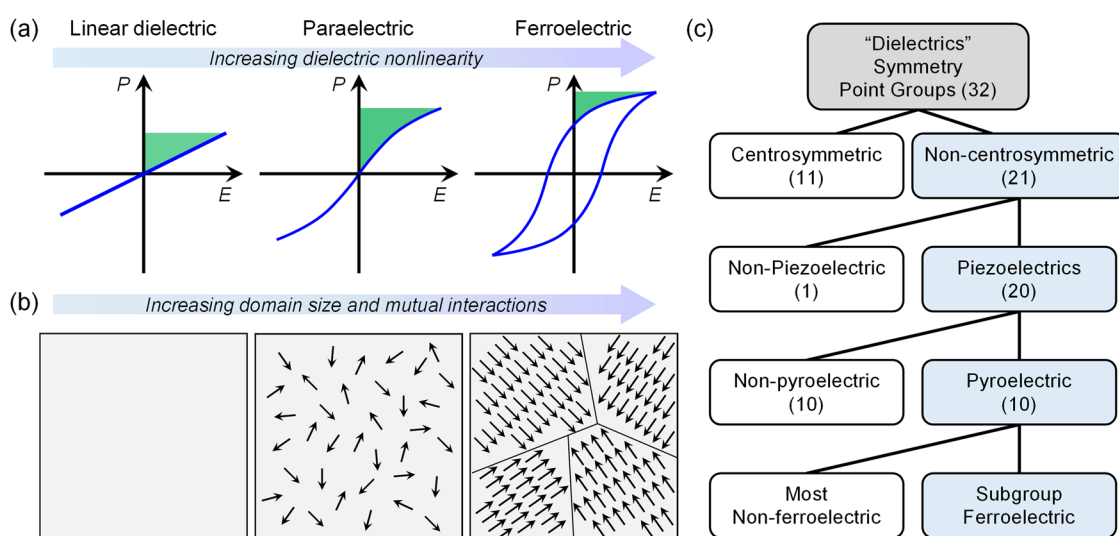 (a)
Linear dielectric
Paraelectric
Ferroelectric
Increasing dielectric nonlinearity
P
E
P
E
P
E
(b)
Increasing domain size and mutual interactions
(c)
“Dielectrics”
Symmetry
Point Groups (32)
Centrosymmetric
(11)
Non-centrosymmetric
(21)
Non-Piezoelectric
(1)
Piezoelectrics
(20)
Non-pyroelectric
(10)
Pyroelectric
(10)
Most
Non-ferroelectric
Subgroup
Ferroelectric